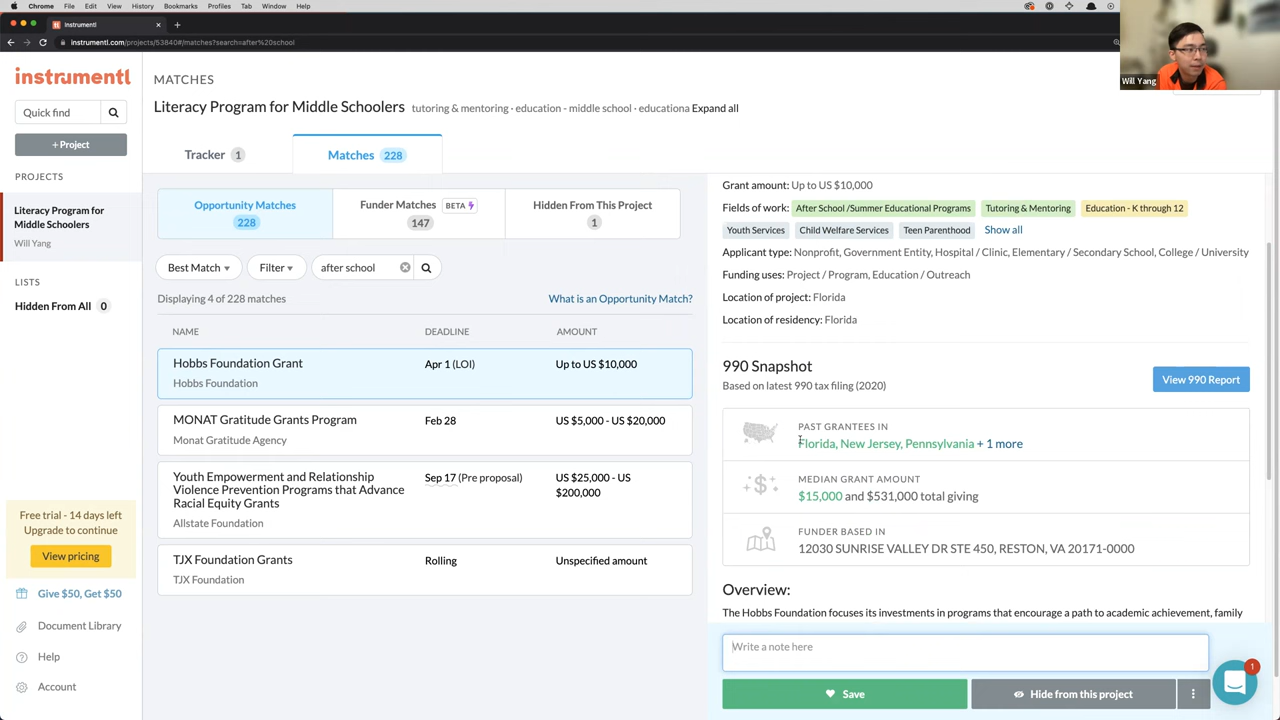 Chrome File Edit View History Bookmarks Profiles Tab Window Help
Instrumentl
instrumentl.com/projects/53840#/matches?search=after%20school
Will Yang
instrumentl
Quick find
+ Project
PROJECTS
Literacy Program for
Middle Schoolers
Will Yang
LISTS
Hidden From All 0
Free trial - 14 days left
Upgrade to continue
View pricing
Give $50, Get $50
Document Library
Help
Account
MATCHES
Literacy Program for Middle Schoolers tutoring & mentoring · education - middle school · educationa Expand all
Tracker 1
Matches 228
Opportunity Matches
228
Funder Matches BETA
147
Hidden From This Project
1
Best Match
Filter
after school
Displaying 4 of 228 matches
What is an Opportunity Match?
NAME DEADLINE AMOUNT
Hobbs Foundation Grant Apr 1 (LOI) Up to US $10,000
Hobbs Foundation
MONAT Gratitude Grants Program Feb 28 US $5,000 - US $20,000
Monat Gratitude Agency
Youth Empowerment and Relationship Sep 17 (Pre proposal) US $25,000 - US
Violence Prevention Programs that Advance $200,000
Racial Equity Grants
Allstate Foundation
TJX Foundation Grants Rolling Unspecified amount
TJX Foundation
Grant amount: Up to US $10,000
Fields of work: After School /Summer Educational Programs Tutoring & Mentoring Education - K through 12
Youth Services Child Welfare Services Teen Parenthood Show all
Applicant type: Nonprofit, Government Entity, Hospital / Clinic, Elementary / Secondary School, College / University
Funding uses: Project / Program, Education / Outreach
Location of project: Florida
Location of residency: Florida
990 Snapshot
Based on latest 990 tax filing (2020)
View 990 Report
PAST GRANTEES IN
Florida, New Jersey, Pennsylvania + 1 more
MEDIAN GRANT AMOUNT
$15,000 and $531,000 total giving
FUNDER BASED IN
12030 SUNRISE VALLEY DR STE 450, RESTON, VA 20171-0000
Overview:
The Hobbs Foundation focuses its investments in programs that encourage a path to academic achievement, family
Write a note here
Save
Hide from this project
1